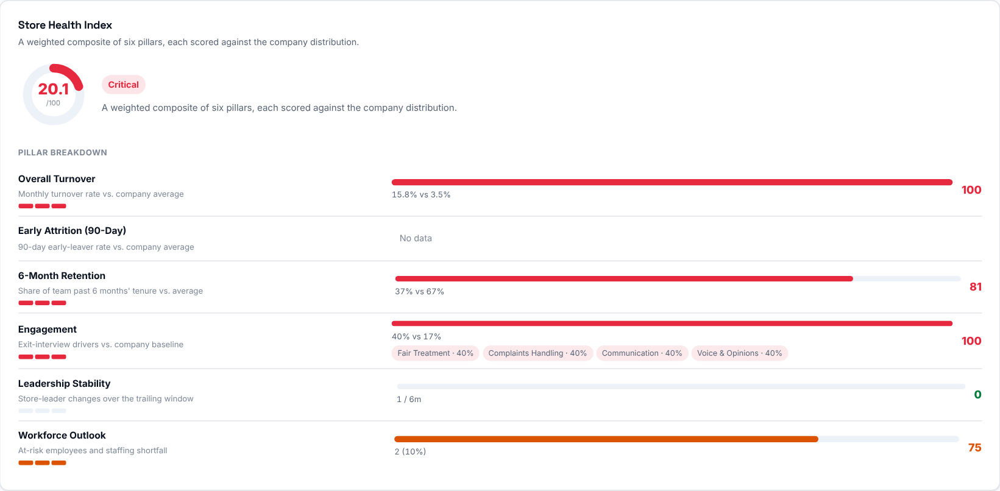 Store Health Index
A weighted composite of six pillars, each scored against the company distribution.
20.1
/100
Critical
A weighted composite of six pillars, each scored against the company distribution.
PILLAR BREAKDOWN
Overall Turnover
Monthly turnover rate vs. company average
15.8% vs 3.5%
100
Early Attrition (90-Day)
90-day early-leaver rate vs. company average
No data
6-Month Retention
Share of team past 6 months' tenure vs. average
37% vs 67%
81
Engagement
Exit-interview drivers vs. company baseline
40% vs 17%
Fair Treatment · 40% Complaints Handling · 40% Communication · 40% Voice & Opinions · 40%
100
Leadership Stability
Store-leader changes over the trailing window
1 / 6m
0
Workforce Outlook
At-risk employees and staffing shortfall
2 (10%)
75